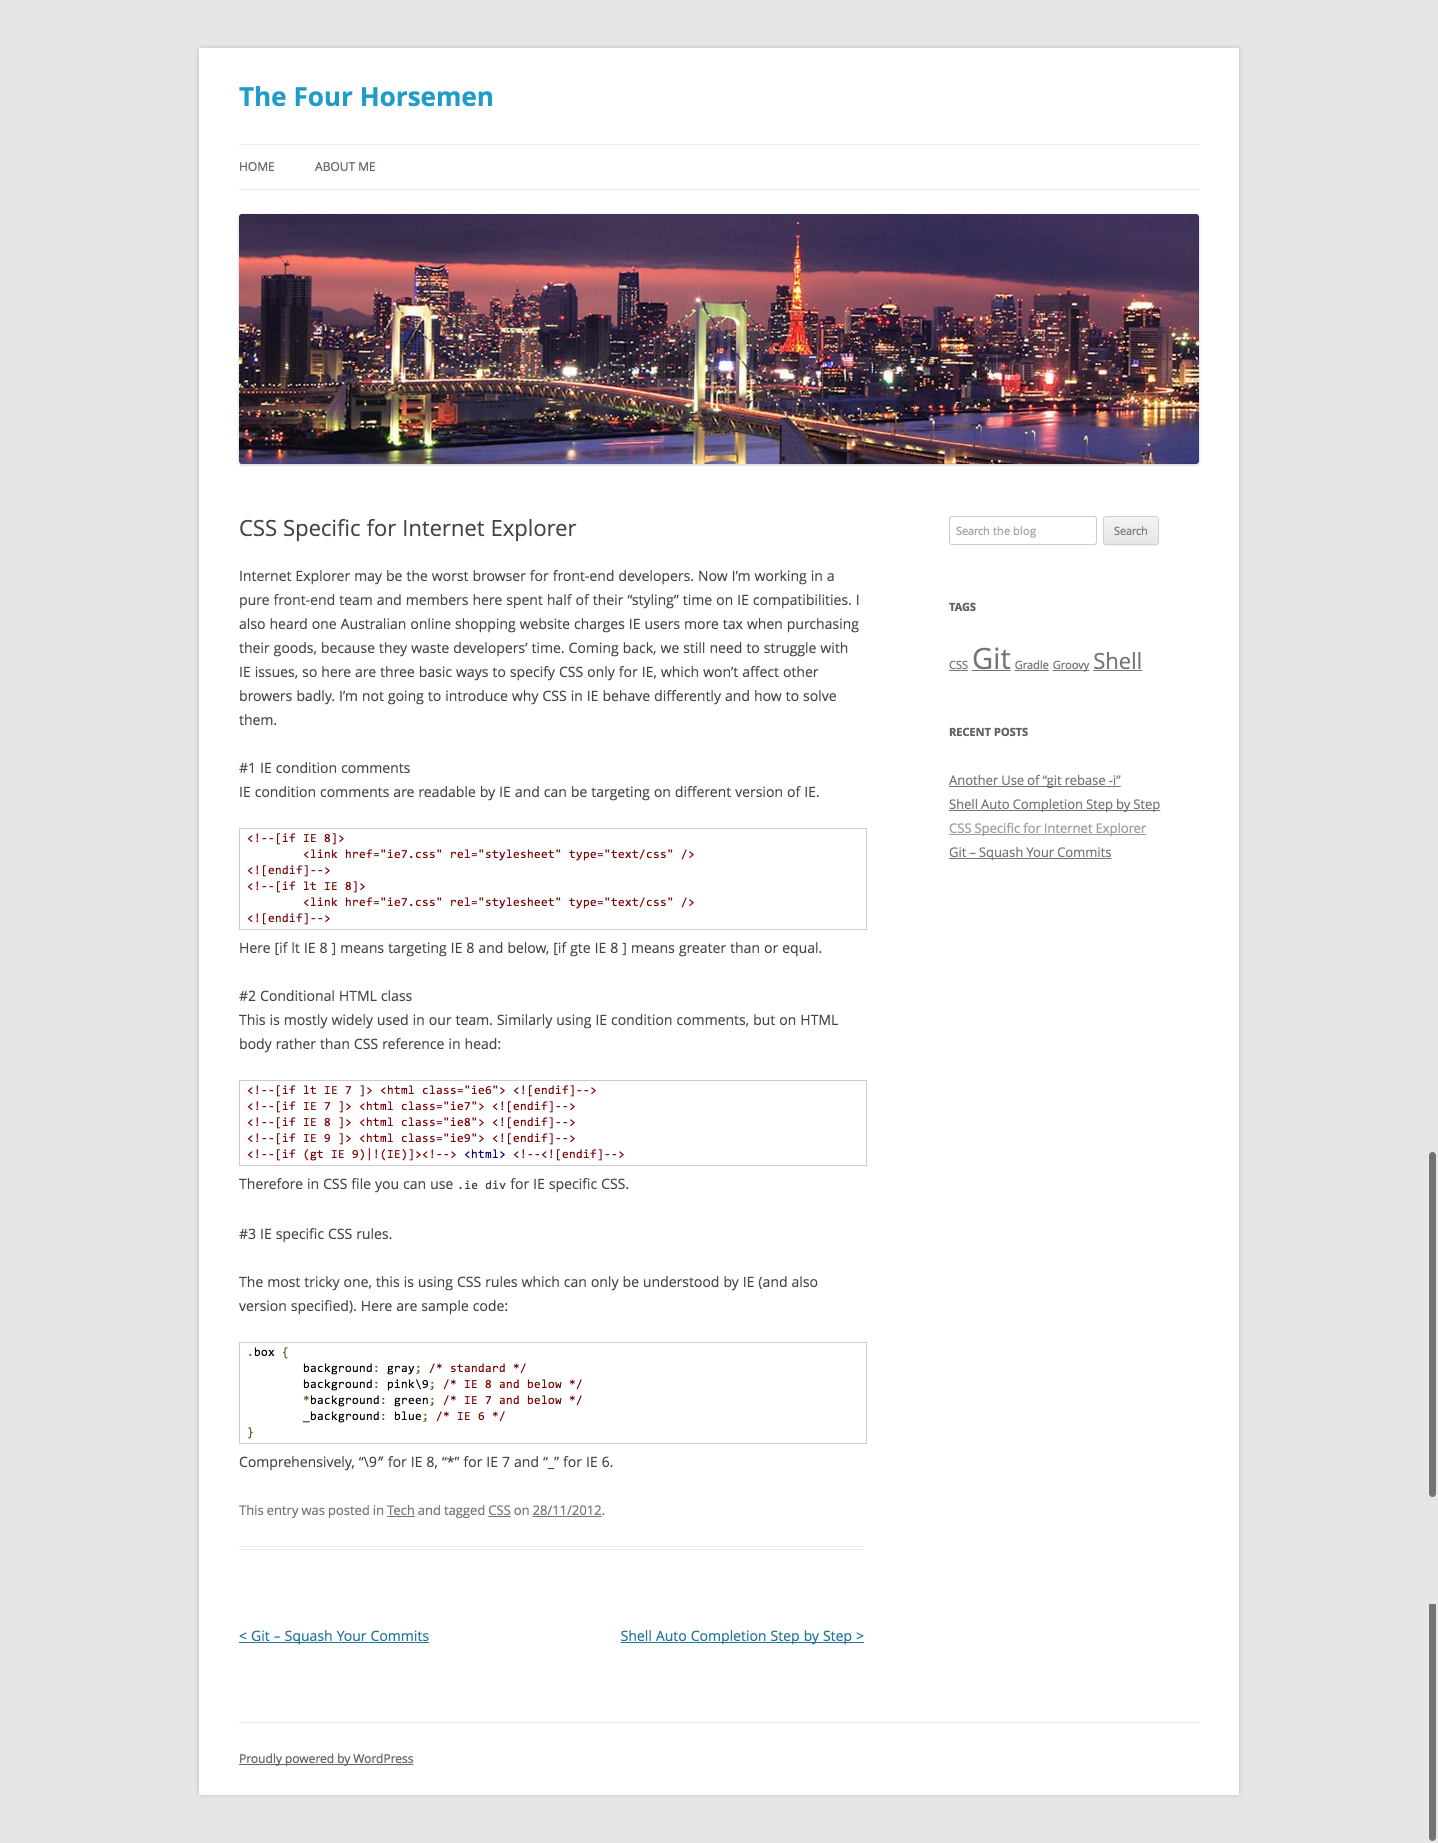 The Four Horsemen
HOME
ABOUT ME
CSS Specific for Internet Explorer
Internet Explorer may be the worst browser for front-end developers. Now I’m working in a
pure front-end team and members here spent half of their “styling” time on IE compatibilities. I
also heard one Australian online shopping website charges IE users more tax when purchasing
their goods, because they waste developers’ time. Coming back, we still need to struggle with
IE issues, so here are three basic ways to specify CSS only for IE, which won’t affect other
browers badly. I’m not going to introduce why CSS in IE behave differently and how to solve
them.
#1 IE condition comments
IE condition comments are readable by IE and can be targeting on different version of IE.
<!--[if IE 8]>
<link href="ie7.css" rel="stylesheet" type="text/css" />
<![endif]-->
<!--[if lt IE 8]>
<link href="ie7.css" rel="stylesheet" type="text/css" />
<![endif]-->
Here [if lt IE 8 ] means targeting IE 8 and below, [if gte IE 8 ] means greater than or equal.
#2 Conditional HTML class
This is mostly widely used in our team. Similarly using IE condition comments, but on HTML
body rather than CSS reference in head:
<!--[if lt IE 7 ]> <html class="ie6"> <![endif]-->
<!--[if IE 7 ]> <html class="ie7"> <![endif]-->
<!--[if IE 8 ]> <html class="ie8"> <![endif]-->
<!--[if IE 9 ]> <html class="ie9"> <![endif]-->
<!--[if (gt IE 9)|!(IE)]><!--> <html> <!--<![endif]-->
Therefore in CSS file you can use .ie div for IE specific CSS.
#3 IE specific CSS rules.
The most tricky one, this is using CSS rules which can only be understood by IE (and also
version specified). Here are sample code:
.box {
background: gray; /* standard */
background: pink\9; /* IE 8 and below */
*background: green; /* IE 7 and below */
_background: blue; /* IE 6 */
}
Comprehensively, “\9″ for IE 8, “*” for IE 7 and “_” for IE 6.
This entry was posted in Tech and tagged CSS on 28/11/2012.
< Git – Squash Your Commits
Shell Auto Completion Step by Step >
Search the blog
Search
TAGS
CSS Git Gradle Groovy Shell
RECENT POSTS
Another Use of “git rebase -i”
Shell Auto Completion Step by Step
CSS Specific for Internet Explorer
Git – Squash Your Commits
Proudly powered by WordPress